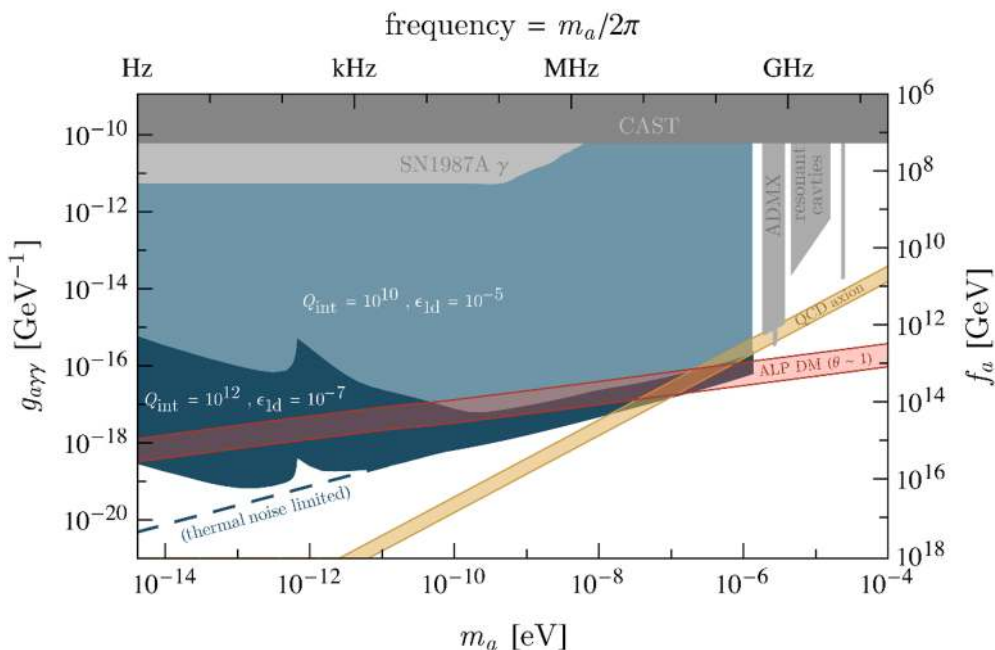 frequency = m_a/2π
Hz kHz MHz GHz
10^-10
10^-12
10^-14
10^-16
10^-18
10^-20
g_aγγ [GeV^-1]
CAST
SN1987A γ
ADMX
resonant
cavties
Q_int = 10^10 , ϵ_1d = 10^-5
QCD axion
ALP DM (θ ~ 1)
Q_int = 10^12 , ϵ_1d = 10^-7
(thermal noise limited)
10^6
10^8
10^10
10^12
10^14
10^16
10^18
f_a [GeV]
10^-14 10^-12 10^-10 10^-8 10^-6 10^-4
m_a [eV]